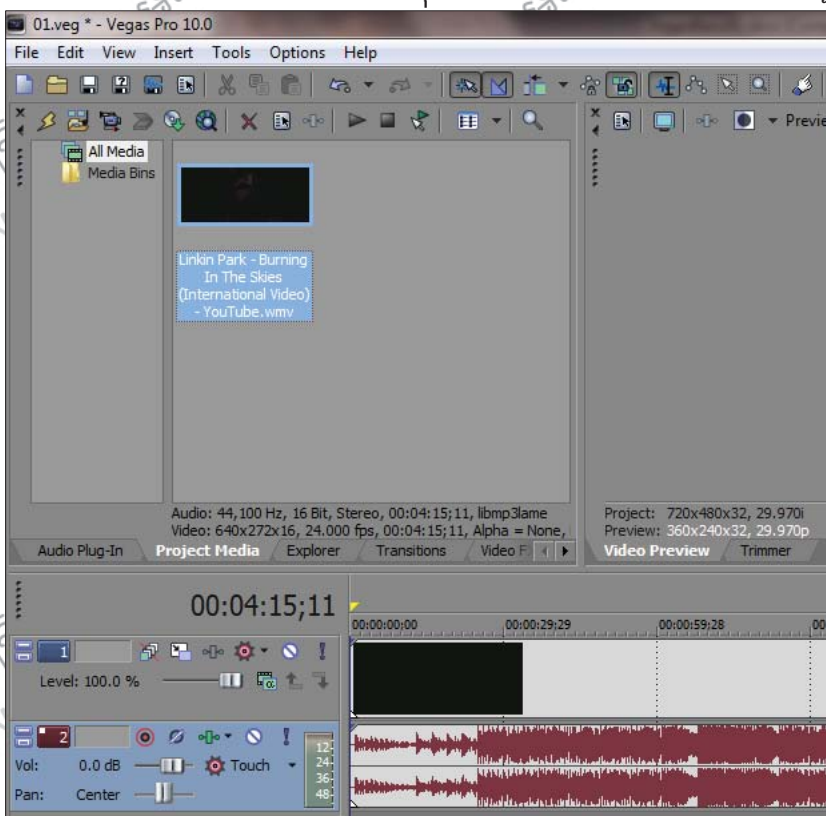 01.veg * - Vegas Pro 10.0
File Edit View Insert Tools Options Help
All Media
Media Bins
Linkin Park - Burning
In The Skies
(International Video)
- YouTube.wmv
Audio: 44,100 Hz, 16 Bit, Stereo, 00:04:15;11, libmp3lame
Video: 640x272x16, 24.000 fps, 00:04:15;11, Alpha = None,
Audio Plug-In Project Media Explorer Transitions Video F
Project: 720x480x32, 29.970i
Preview: 360x240x32, 29.970p
Video Preview Trimmer
00:04:15;11
00:00:00;00 00:00:29;29 00:00:59;28 00
1
Level: 100.0 %
2
Vol: 0.0 dB Touch
Pan: Center
12
24
36
48